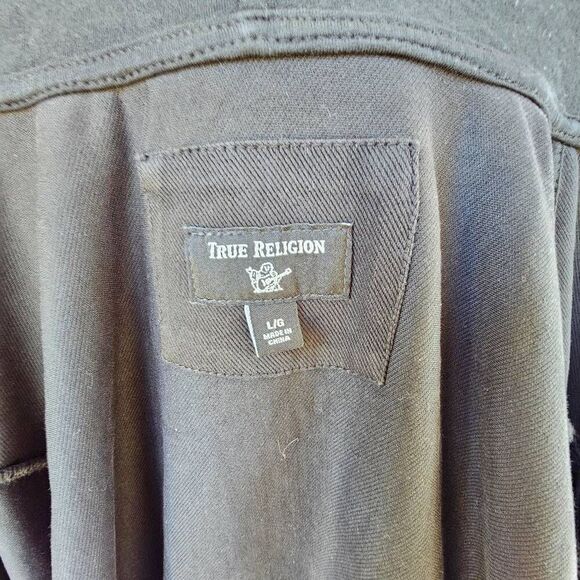 TRUE RELIGION
L/G
MADE IN
CHINA